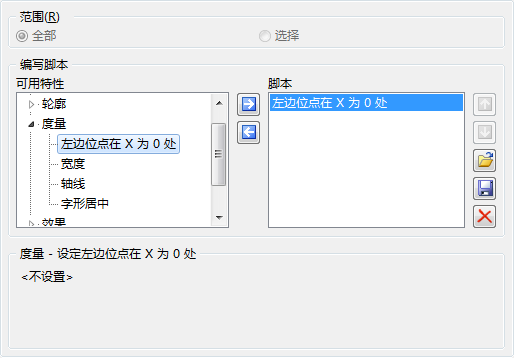 范围(R)
全部
选择
编写脚本
可用特性
脚本
轮廓
度量
左边位点在 X 为 0 处
宽度
轴线
字形居中
效果
左边位点在 X 为 0 处
度量 - 设定左边位点在 X 为 0 处
<不设置>